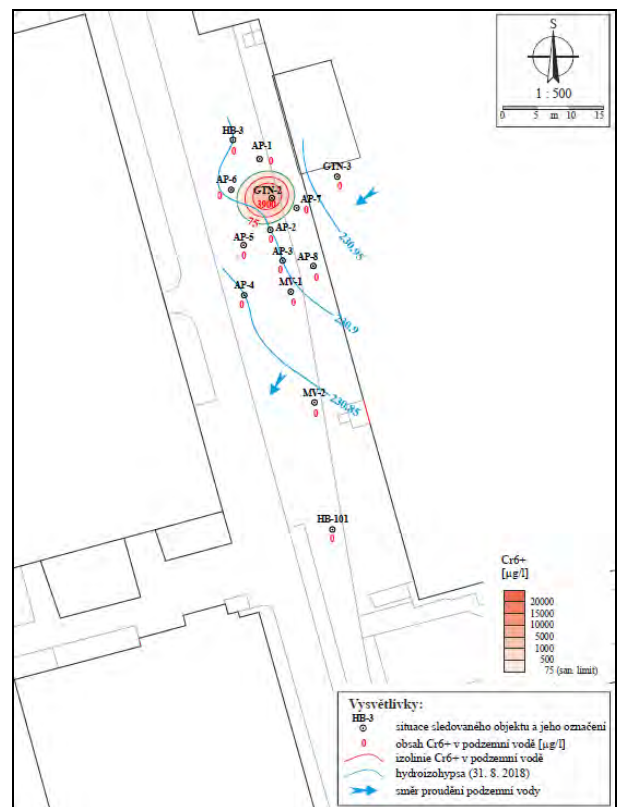 S
1 : 500
0 5 m 10 15
HB-3
0
AP-1
0
GTN-3
0
AP-6
0
GTN-2
3900
AP-7
0
75
AP-2
0
AP-5
0
230,95
AP-3
0
AP-8
0
AP-4
0
MV-1
0
230,9
MV-2
0
230,85
HB-101
0
Cr6+
[µg/l]
20000
15000
10000
5000
1000
500
75 (san. limit)
Vysvětlivky:
HB-3 situace sledovaného objektu a jeho označení
0 obsah Cr6+ v podzemní vodě [µg/l]
izolinie Cr6+ v podzemní vodě
hydroizohypsa (31. 8. 2018)
směr proudění podzemní vody